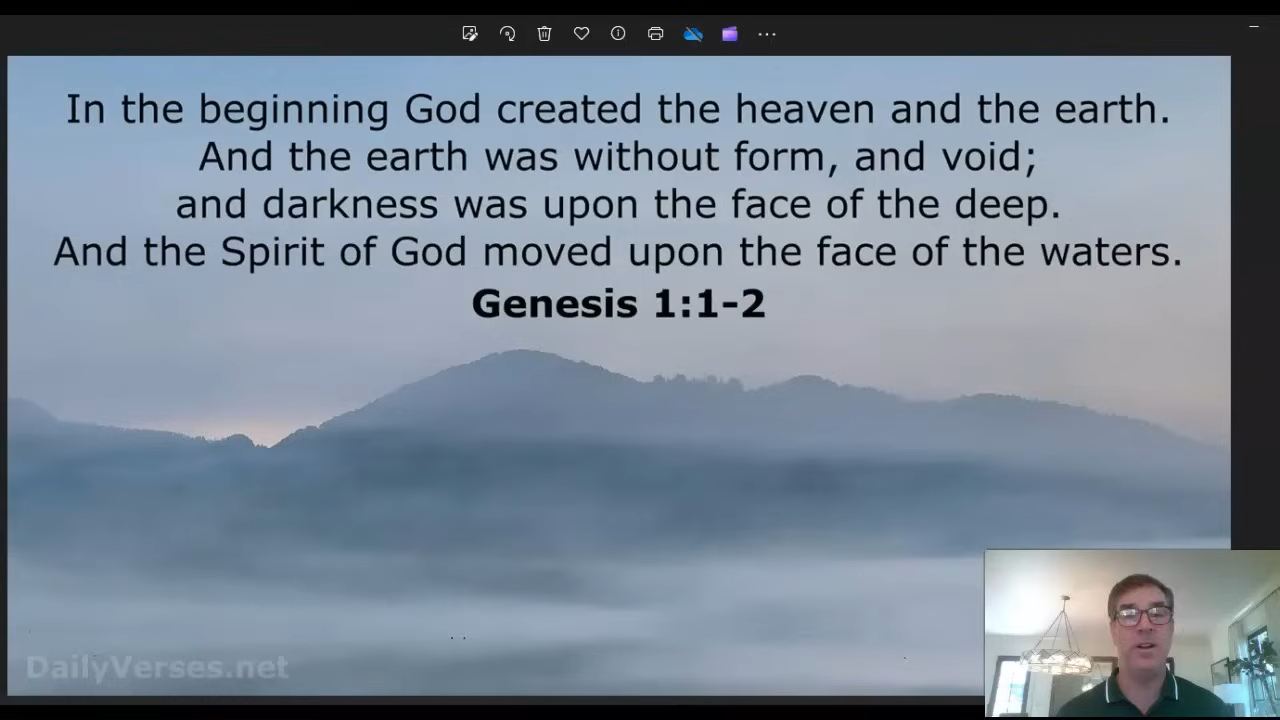 In the beginning God created the heaven and the earth.
And the earth was without form, and void;
and darkness was upon the face of the deep.
And the Spirit of God moved upon the face of the waters.
Genesis 1:1-2
DailyVerses.net